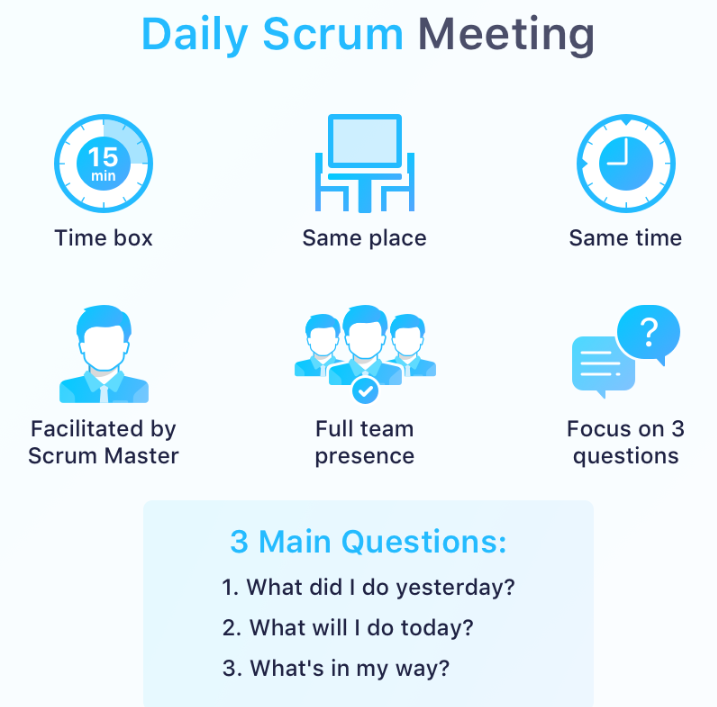 Daily Scrum Meeting
15
min
Time box
Same place
Same time
Facilitated by
Scrum Master
Full team
presence
?
Focus on 3
questions
3 Main Questions:
1. What did I do yesterday?
2. What will I do today?
3. What's in my way?